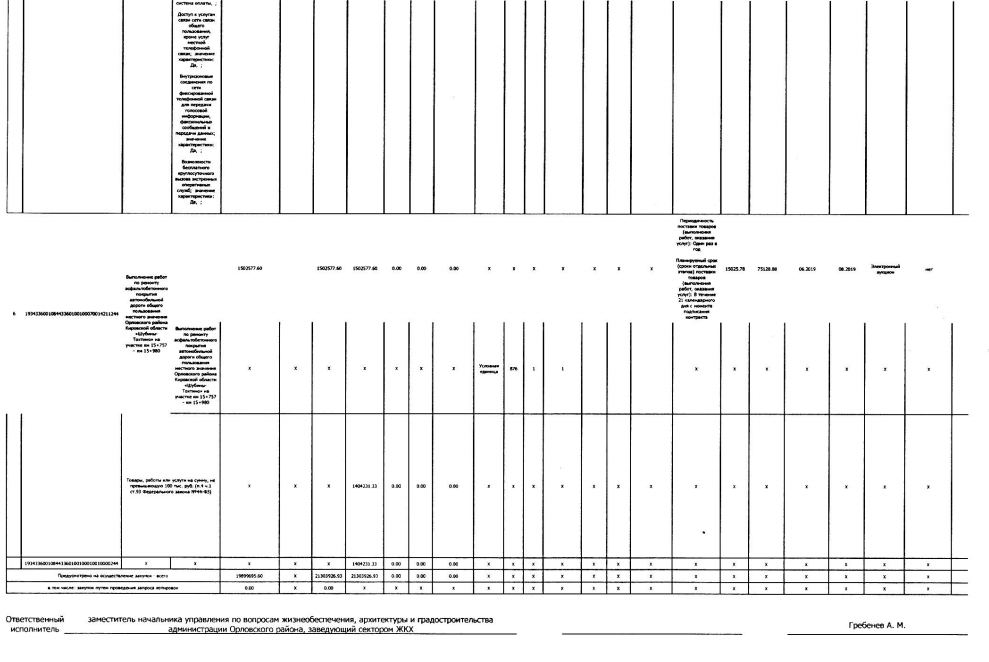 система оплаты, ;
Доступ к услугам
связи сети связи
общего
пользования,
кроме услуг
местной
телефонной
связи; значение
характеристики:
Да, ;
Внутризоновые
соединения по
сети
фиксированной
телефонной связи
для передачи
голосовой
информации,
факсимильных
сообщений и
передачи данных;
значение
характеристики:
Да, ;
Возможность
бесплатного
круглосуточного
вызова экстренных
оперативных
служб; значение
характеристики:
Да, ;
6
193433600108443360100100070014211244
Выполнение работ
по ремонту
асфальтобетонного
покрытия
автомобильной
дороги общего
пользования
местного значения
Орловского района
Кировской области
«Шубины-
Тохтино» на
участке км 15+757
- км 15+980
1502577.60 1502577.60 1502577.60 0.00 0.00 0.00 X X X X X X X
Периодичность
поставки товаров
(выполнения
работ, оказания
услуг): Один раз в
год
Планируемый срок
(сроки отдельных
этапов) поставки
товаров
(выполнения
работ, оказания
услуг): В течение
21 календарного
дня с момента
подписания
контракта
15025.78 75128.88 06.2019 08.2019 Электронный
аукцион нет
Выполнение работ
по ремонту
асфальтобетонного
покрытия
автомобильной
дороги общего
пользования
местного значения
Орловского района
Кировской области
«Шубины-
Тохтино» на
участке км 15+757
- км 15+980
X X X X X X X Условная
единица 876 1 1 X X X X X X X
Товары, работы или услуги на сумму, не
превышающую 100 тыс. руб. (п.4 ч.1
ст.93 Федерального закона №44-ФЗ)
X X X 1404231.33 0.00 0.00 0.00 X X X X X X X X X X X X X X
193433600108443360100100010000244 X X X X X 1404231.33 0.00 0.00 0.00 X X X X X X X X X X X X X X
Предусмотрено на осуществление закупок - всего 19899695.60 X 21303926.93 21303926.93 0.00 0.00 0.00 X X X X X X X X X X X X X X
в том числе: закупок путем проведения запроса котировок 0.00 X 0.00 X X X X X X X X X X X X X X X X X X
Ответственный
исполнитель
заместитель начальника управления по вопросам жизнеобеспечения, архитектуры и градостроительства
администрации Орловского района, заведующий сектором ЖКХ
Гребенев А. М.